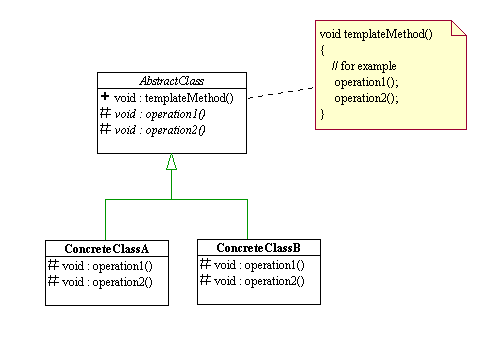 void templateMethod()
{
// for example
operation1();
operation2();
}
AbstractClass
+ void : templateMethod()
# void : operation1()
# void : operation2()
ConcreteClassA
# void : operation1()
# void : operation2()
ConcreteClassB
# void : operation1()
# void : operation2()